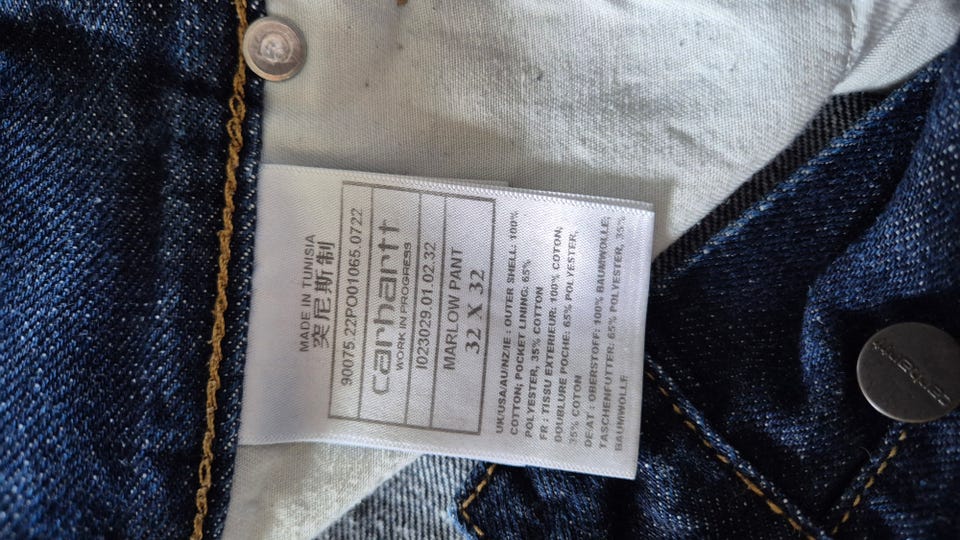 MADE IN TUNISIA
突尼斯制
90075.22PO01065.0722
carhartt
WORK IN PROGRESS
I023029.01.02.32
MARLOW PANT
32 X 32
UK/USA/AU/NZ/IE : OUTER SHELL: 100%
COTTON; POCKET LINING: 65%
POLYESTER, 35% COTTON
FR : TISSU EXTERIEUR: 100% COTON,
DOUBLURE POCHE: 65% POLYESTER,
35% COTON
DE/AT : OBERSTOFF: 100% BAUMWOLLE;
TASCHENFUTTER: 65% POLYESTER, 35%
BAUMWOLLE
CARHARTT